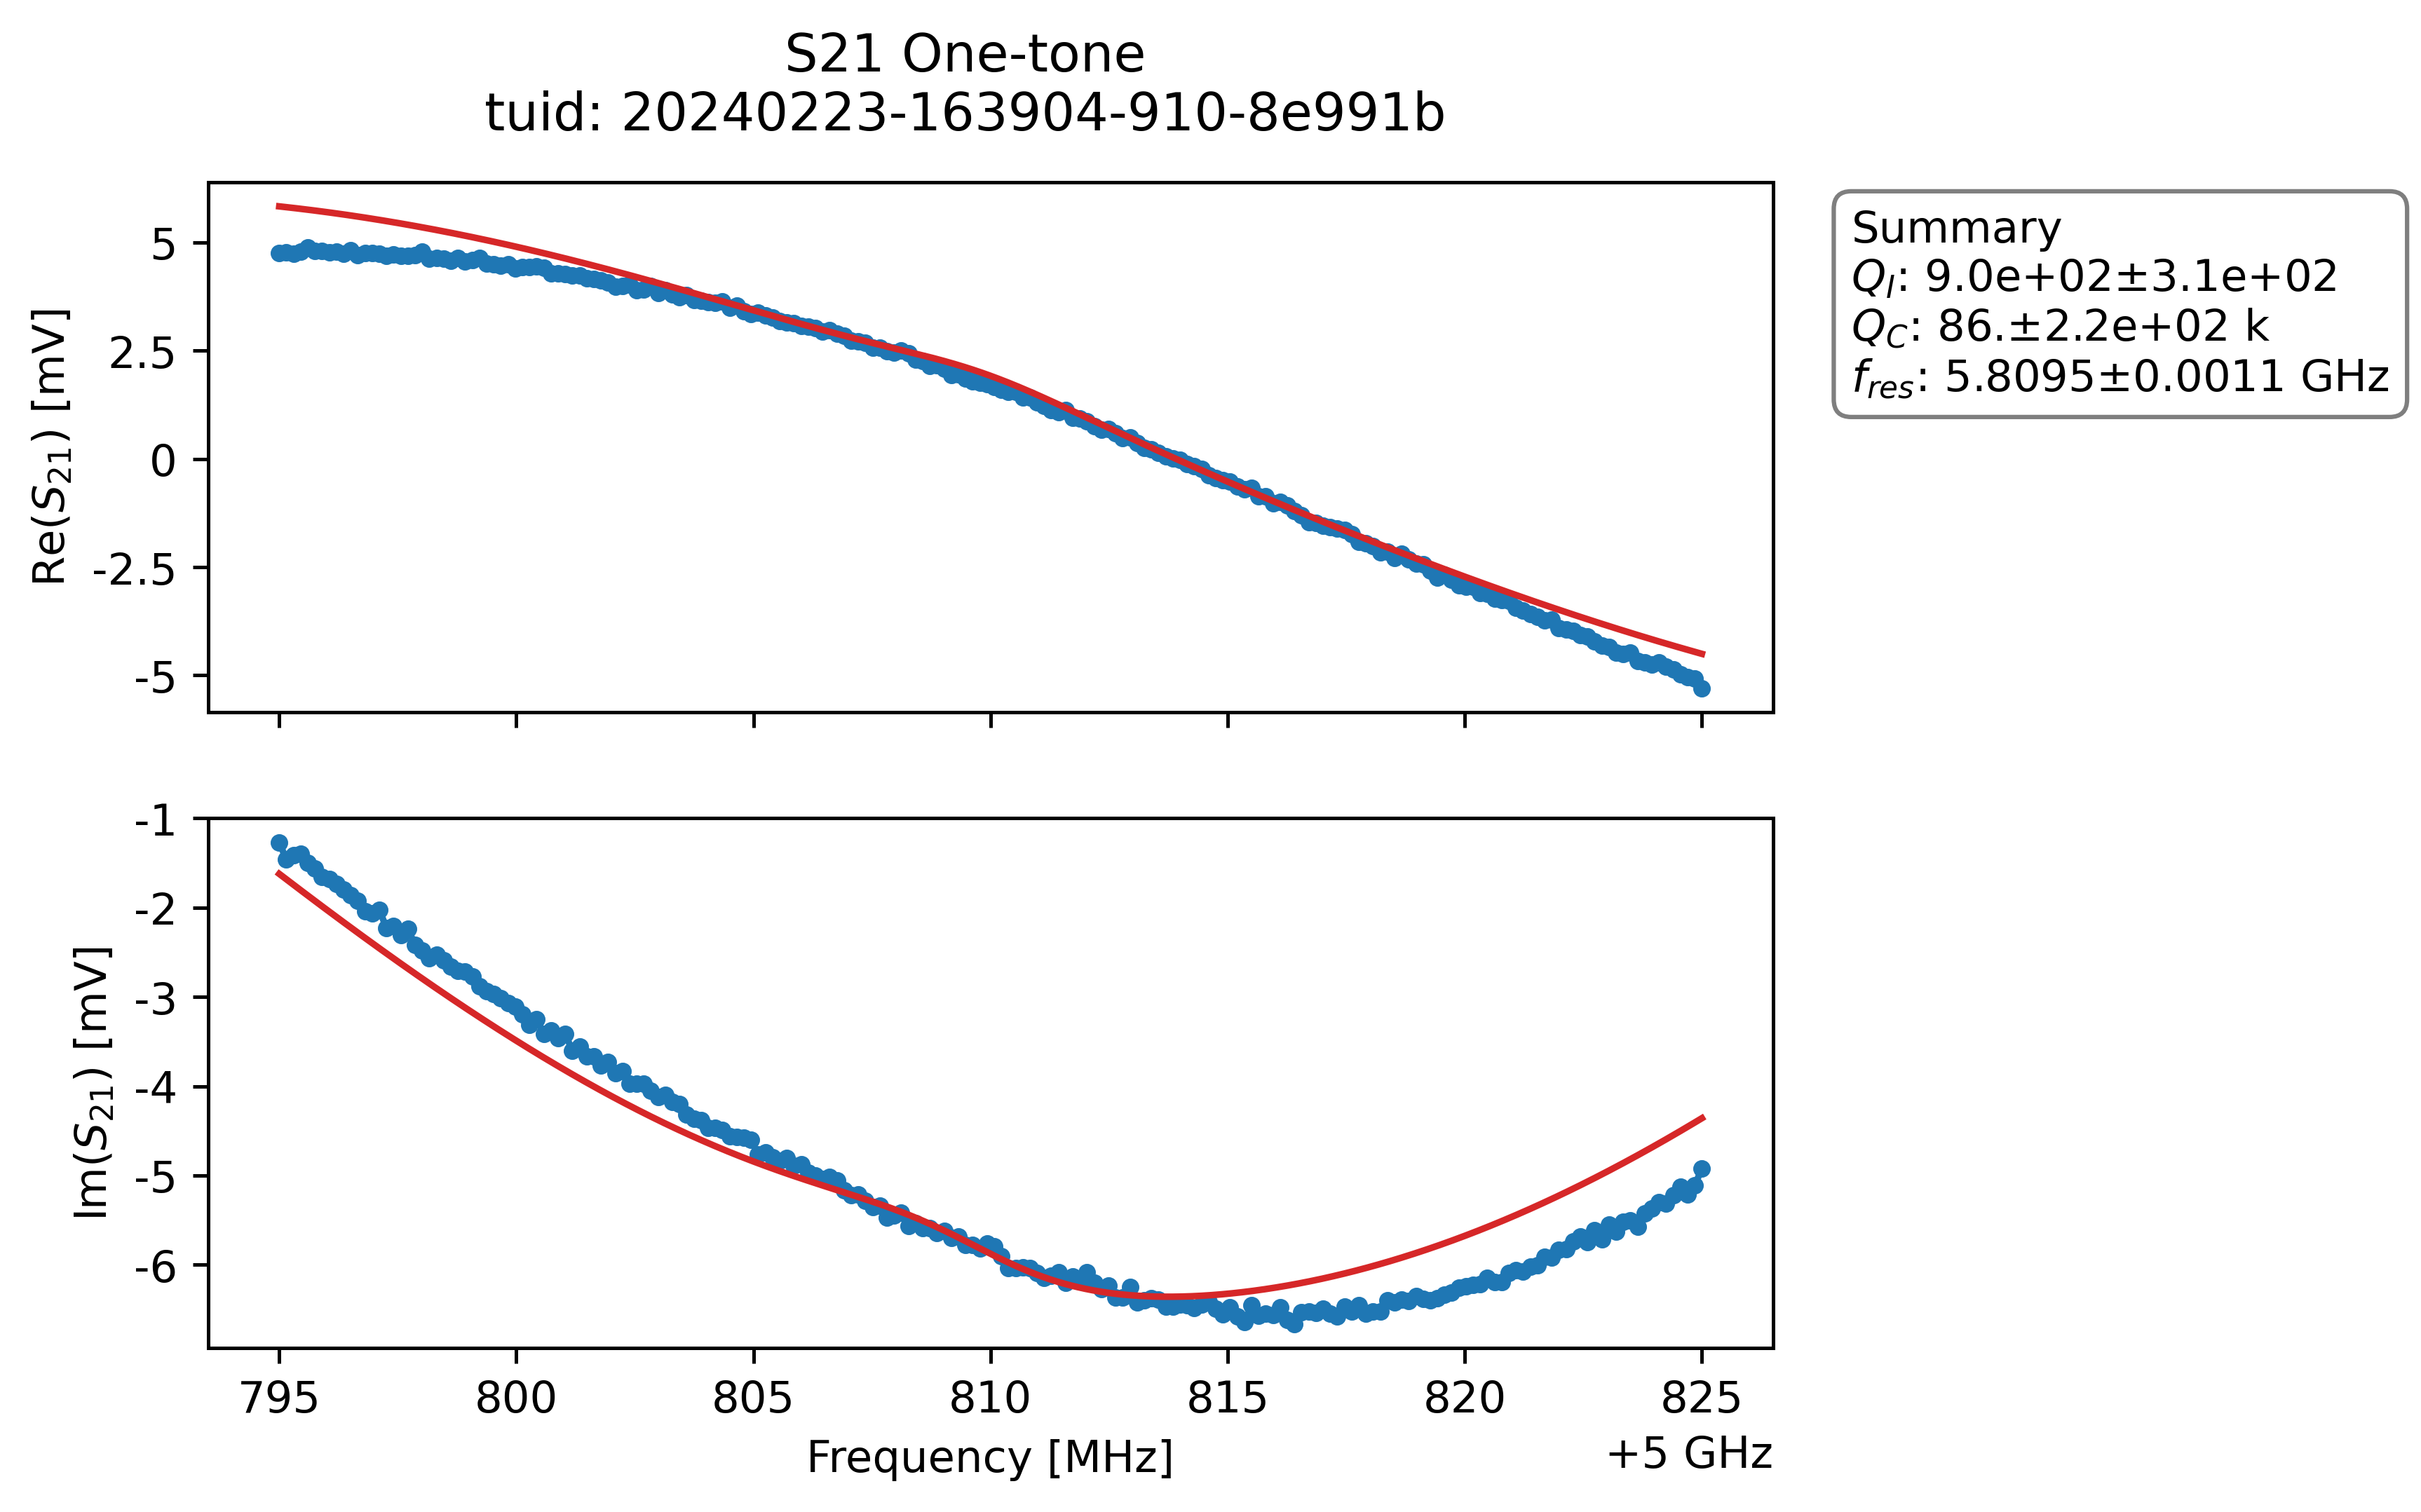 S21 One-tone
tuid: 20240223-163904-910-8e991b
Summary
Q_l: 9.0e+02±3.1e+02
Q_C: 86.±2.2e+02 k
f_res: 5.8095±0.0011 GHz
Re(S_21) [mV]
5
2.5
0
-2.5
-5
Im(S_21) [mV]
-1
-2
-3
-4
-5
-6
795 800 805 810 815 820 825
Frequency [MHz]
+5 GHz